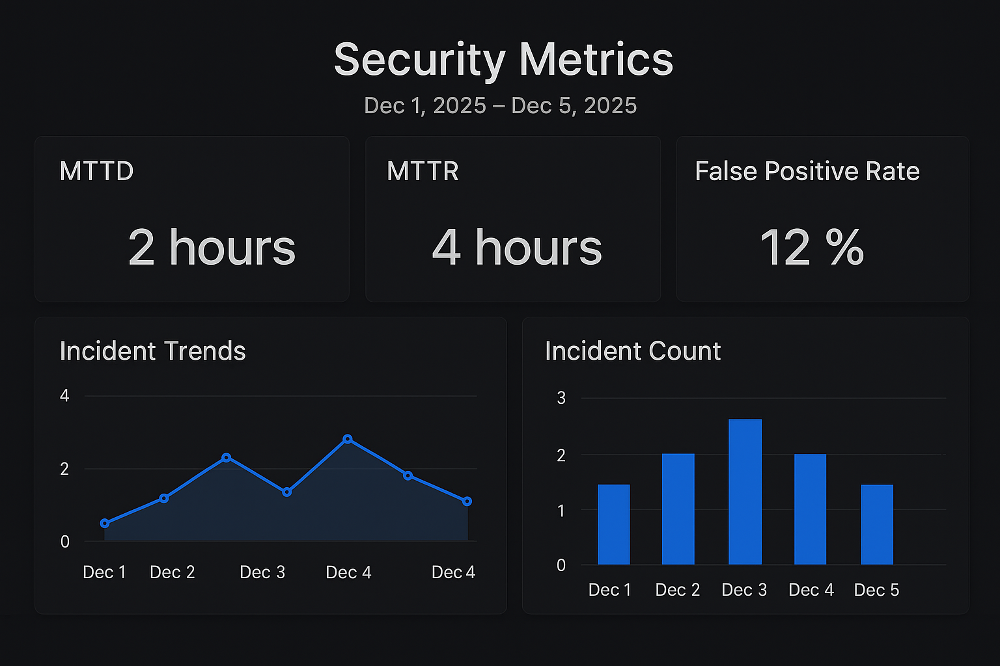 Security Metrics
Dec 1, 2025 – Dec 5, 2025
MTTD
2 hours
MTTR
4 hours
False Positive Rate
12 %
Incident Trends
4
2
0
Dec 1 Dec 2 Dec 3 Dec 4 Dec 4
Incident Count
3
2
1
0
Dec 1 Dec 2 Dec 3 Dec 4 Dec 5